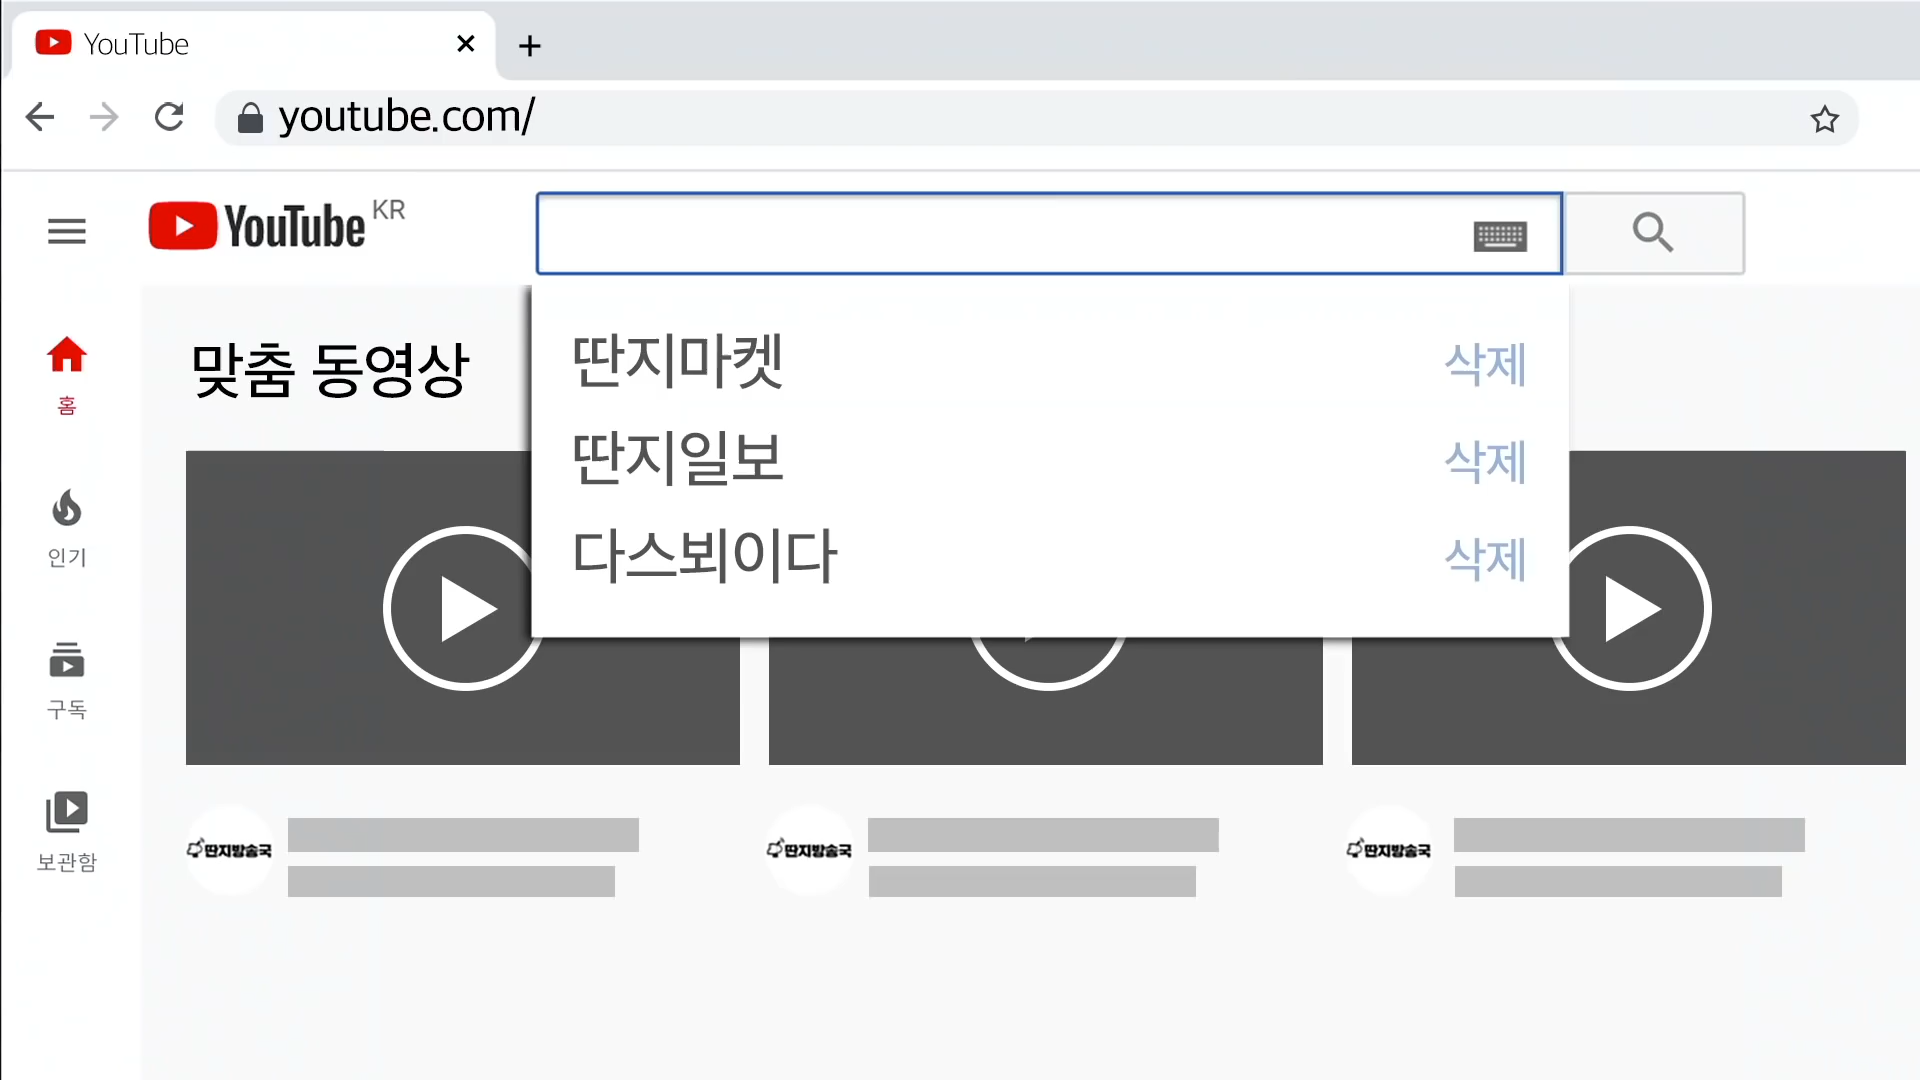 YouTube
youtube.com/
YouTube KR
맞춤 동영상
딴지마켓 삭제
딴지일보 삭제
다스뵈이다 삭제
홈
인기
구독
보관함
딴지방송국
딴지방송국
딴지방송국